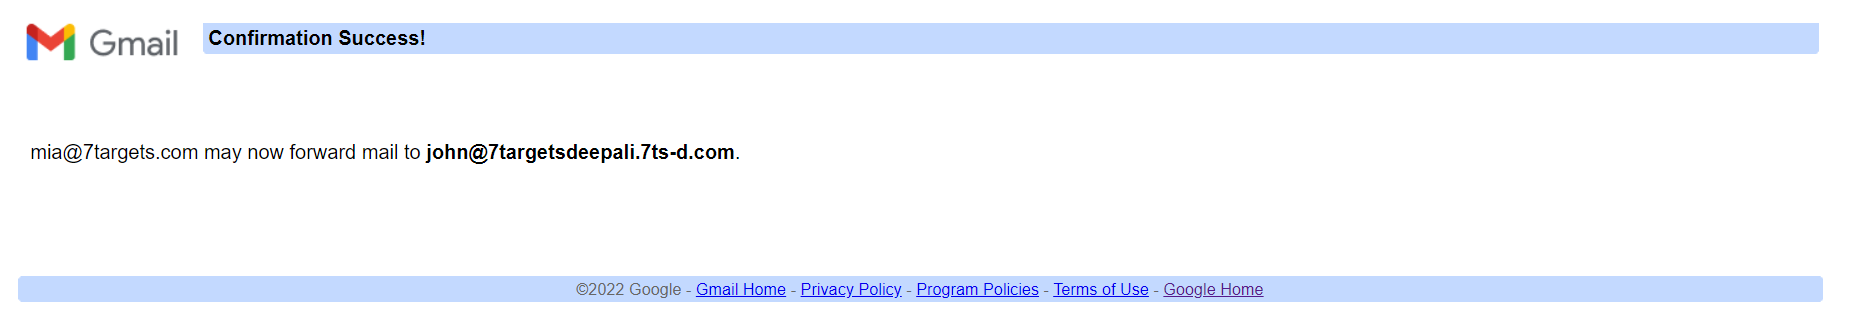 Gmail
Confirmation Success!
mia@7targets.com may now forward mail to john@7targetsdeepali.7ts-d.com.
©2022 Google - Gmail Home - Privacy Policy - Program Policies - Terms of Use - Google Home